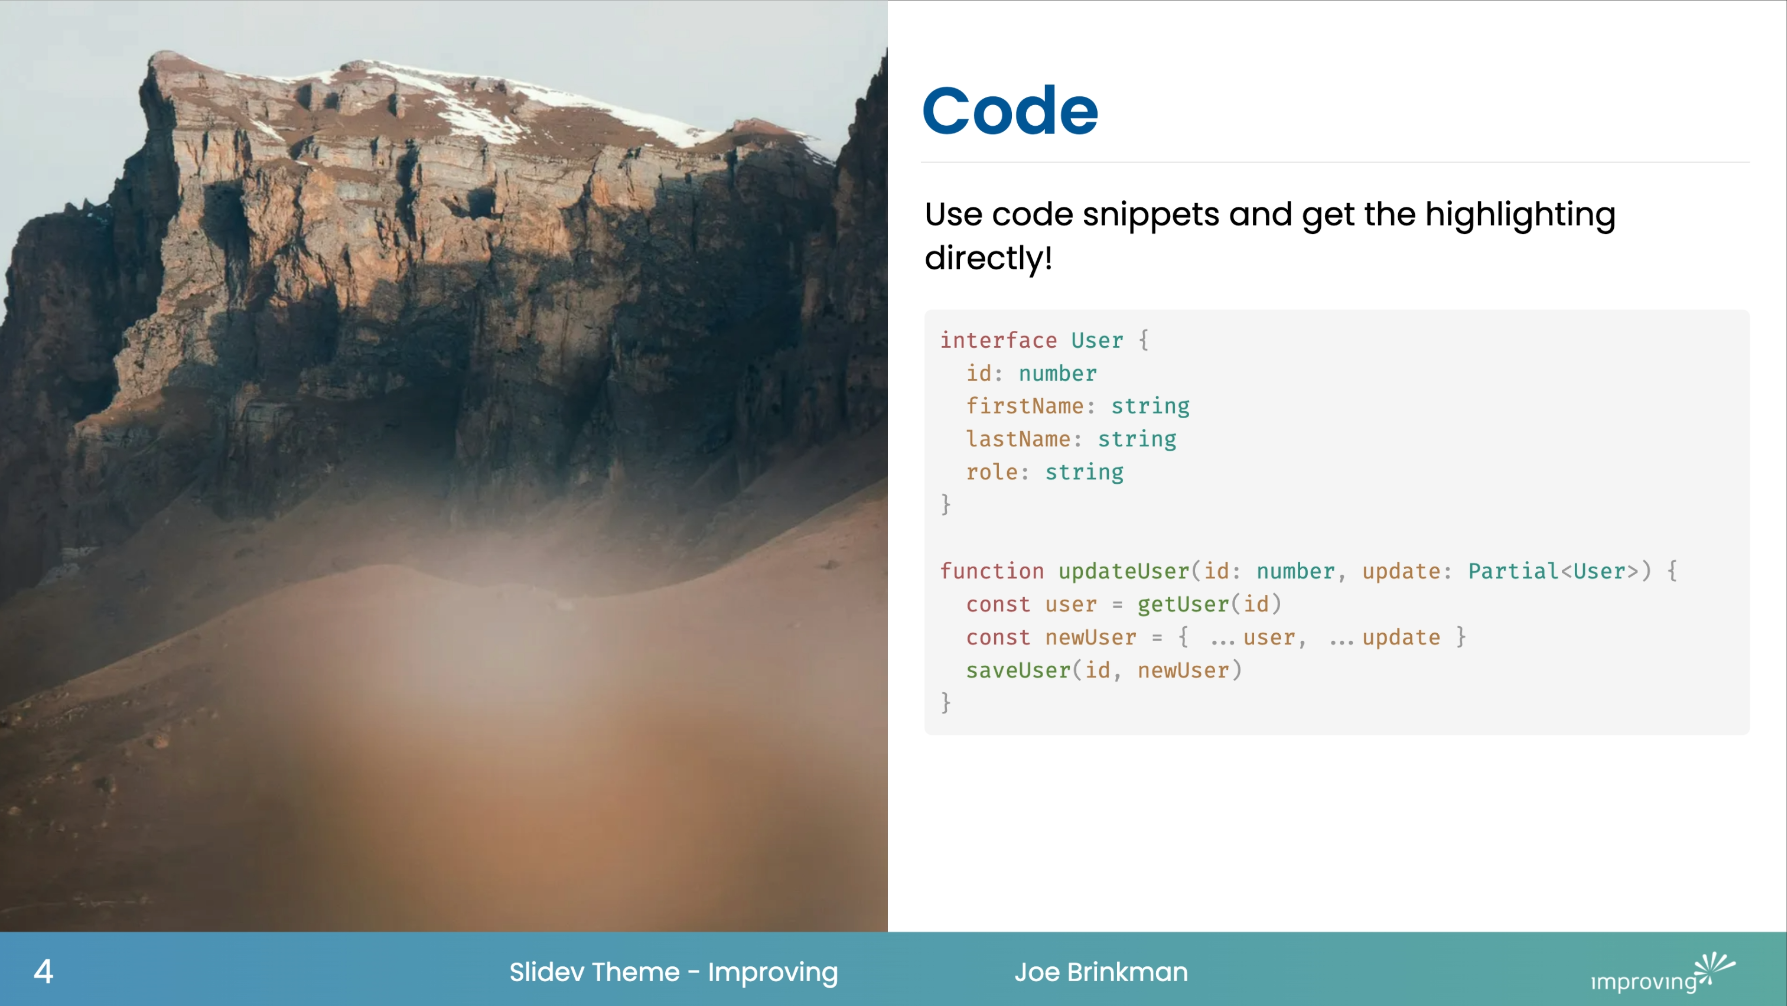 Code
Use code snippets and get the highlighting
directly!
interface User {
  id: number
  firstName: string
  lastName: string
  role: string
}

function updateUser(id: number, update: Partial<User>) {
  const user = getUser(id)
  const newUser = { ...user, ...update }
  saveUser(id, newUser)
}
4
Slidev Theme - Improving
Joe Brinkman
improving